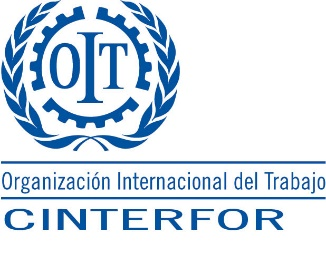 OIT
Organización Internacional del Trabajo
CINTERFOR